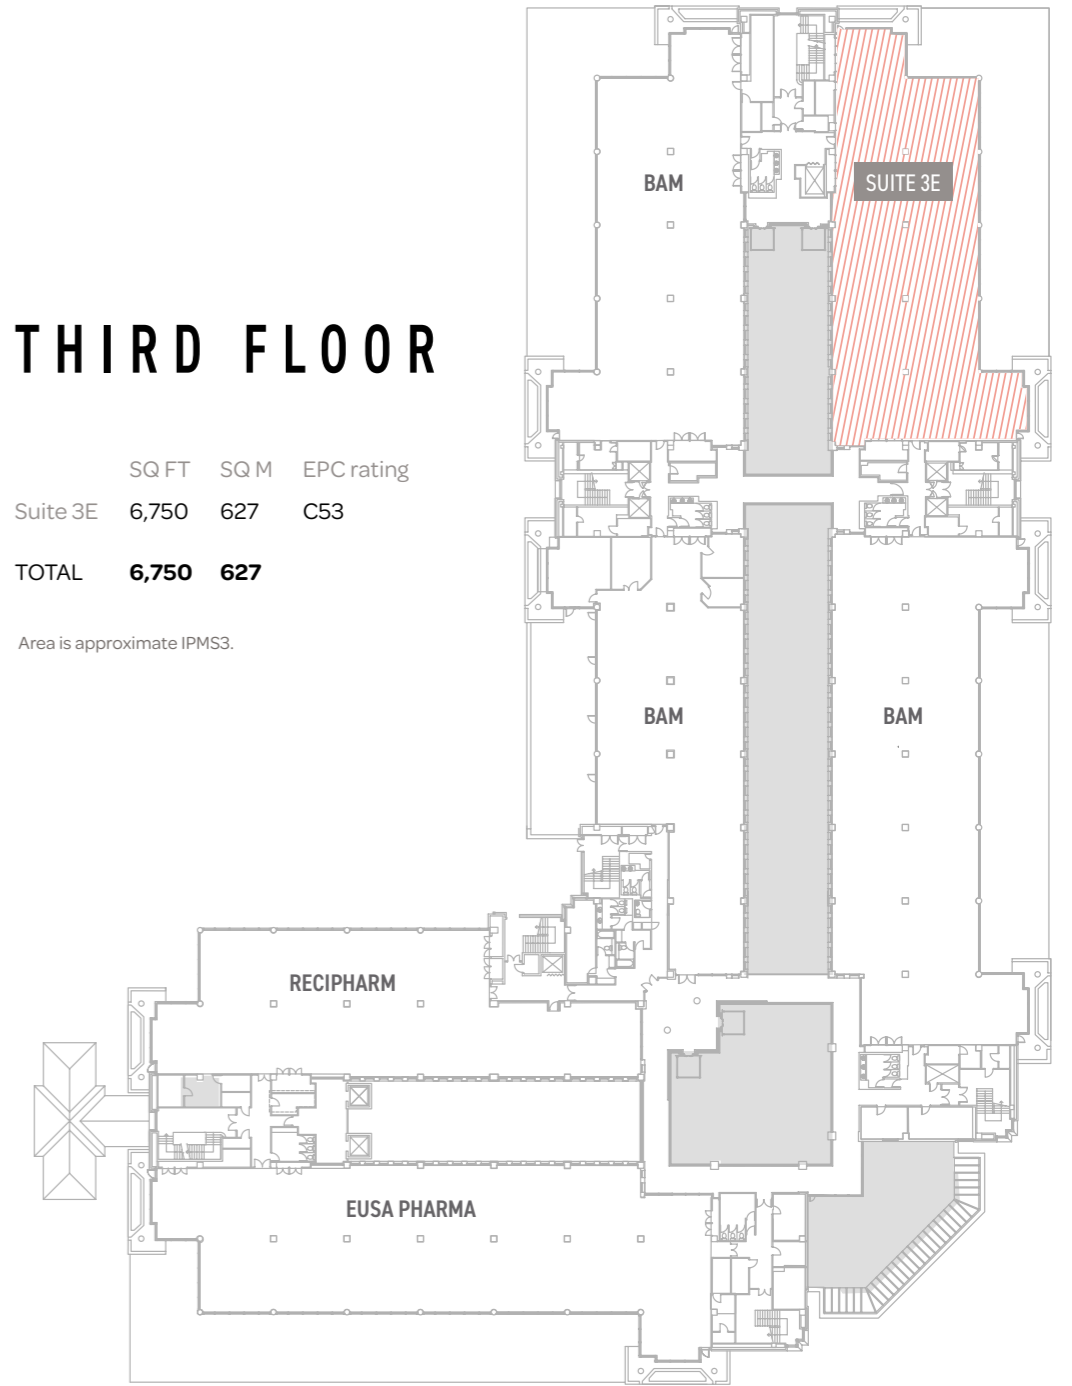 THIRD FLOOR
SQ FT SQ M EPC rating
Suite 3E 6,750 627 C53
TOTAL 6,750 627
Area is approximate IPMS3.
BAM
SUITE 3E
BAM
BAM
RECIPHARM
EUSA PHARMA